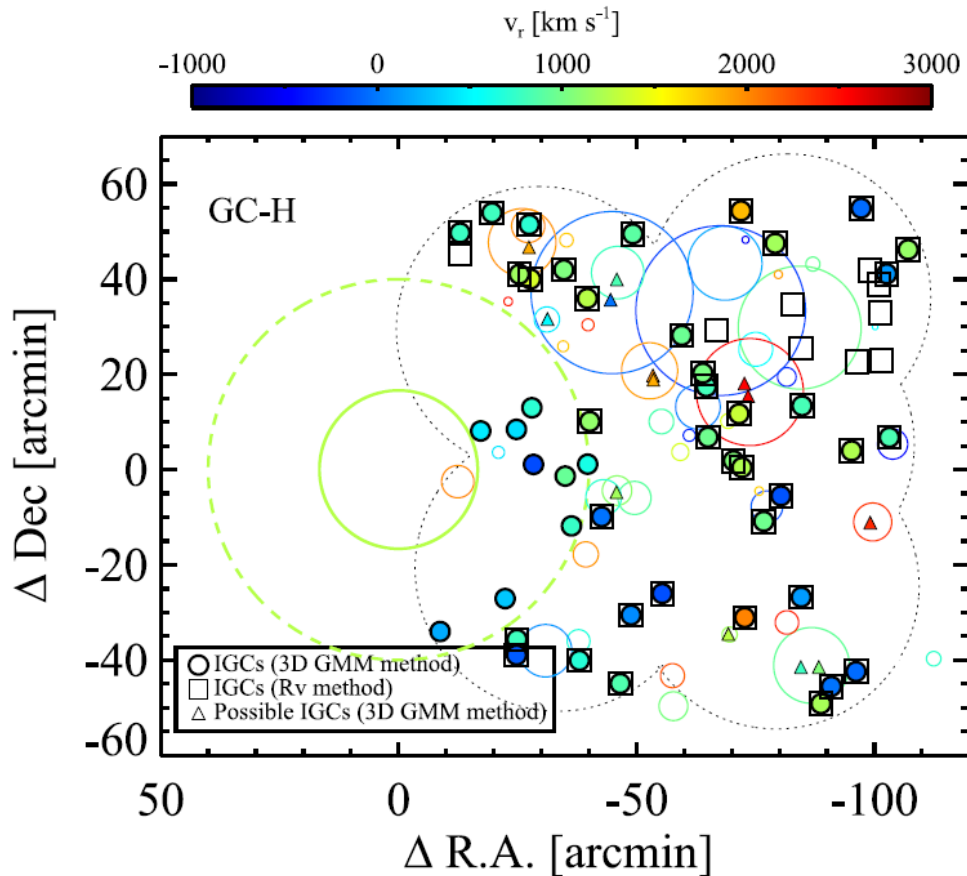 v_r [km s⁻¹]
-1000 0 1000 2000 3000
GC-H
60
40
20
0
-20
-40
-60
Δ Dec [arcmin]
IGCs (3D GMM method)
IGCs (Rv method)
Possible IGCs (3D GMM method)
50 0 -50 -100
Δ R.A. [arcmin]